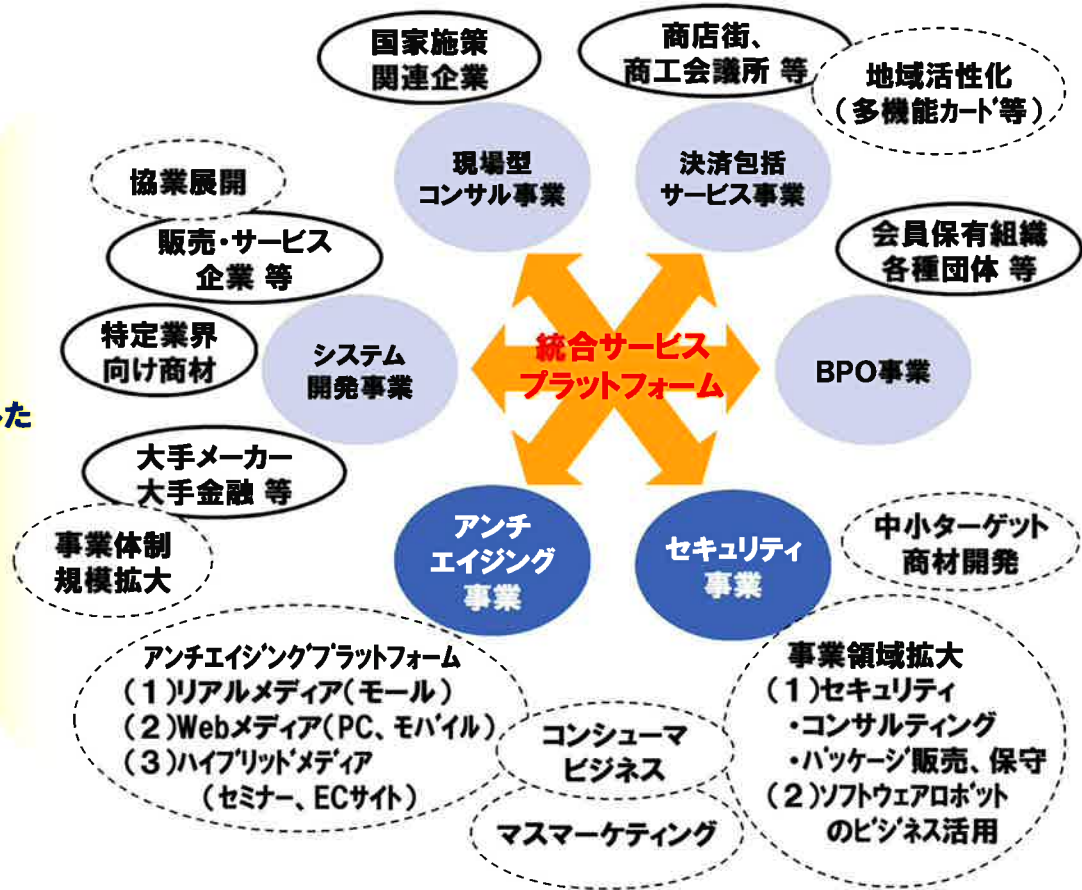 国家施策
関連企業
商店街、
商工会議所 等
地域活性化
(多機能カード等)
現場型
コンサル事業
決済包括
サービス事業
協業展開
販売・サービス
企業 等
会員保有組織
各種団体 等
特定業界
向け商材
システム
開発事業
統合サービス
プラットフォーム
BPO事業
した
大手メーカー
大手金融 等
事業体制
規模拡大
アンチ
エイジング
事業
セキュリティ
事業
中小ターゲット
商材開発
アンチエイジングプラットフォーム
(1)リアルメディア(モール)
(2)Webメディア(PC、モバイル)
(3)ハイブリッドメディア
(セミナー、ECサイト)
コンシューマ
ビジネス
マスマーケティング
事業領域拡大
(1)セキュリティ
・コンサルティング
・パッケージ販売、保守
(2)ソフトウェアロボット
のビジネス活用